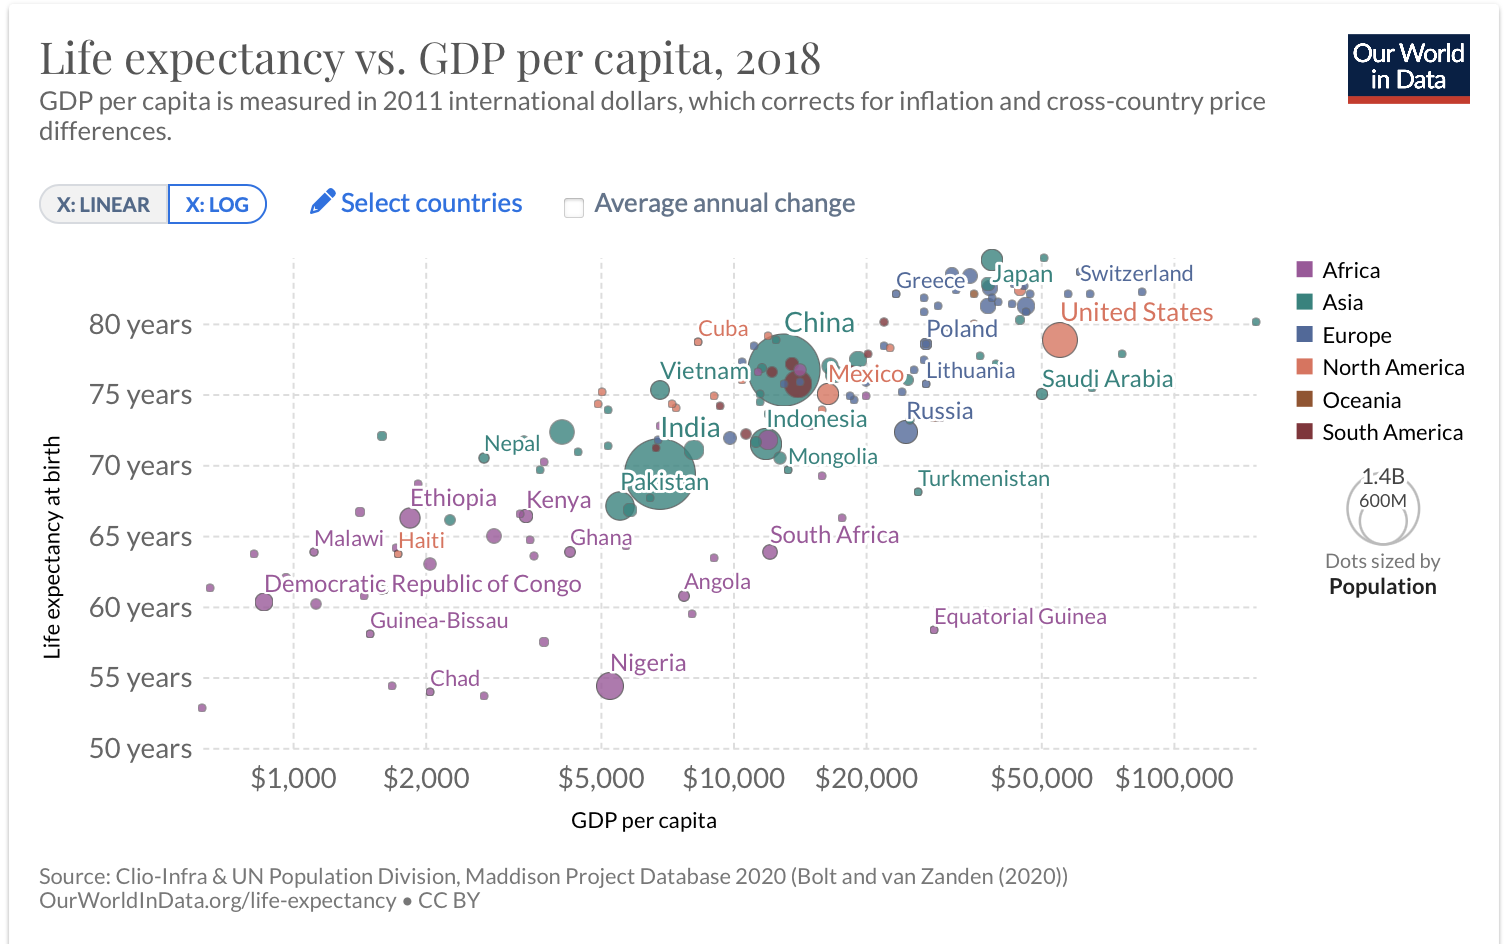 Life expectancy vs. GDP per capita, 2018
Our World
in Data
GDP per capita is measured in 2011 international dollars, which corrects for inflation and cross-country price
differences.
X: LINEAR
X: LOG
Select countries
Average annual change
Life expectancy at birth
80 years
75 years
70 years
65 years
60 years
55 years
50 years
Japan
Switzerland
Greece
United States
China
Cuba
Poland
Vietnam
Mexico
Lithuania
Saudi Arabia
Russia
Indonesia
India
Nepal
Mongolia
Pakistan
Turkmenistan
Ethiopia
Kenya
Malawi
Haiti
Ghana
South Africa
Democratic Republic of Congo
Angola
Guinea-Bissau
Equatorial Guinea
Nigeria
Chad
$1,000
$2,000
$5,000
$10,000
$20,000
$50,000
$100,000
GDP per capita
Africa
Asia
Europe
North America
Oceania
South America
1.4B
600M
Dots sized by
Population
Source: Clio-Infra & UN Population Division, Maddison Project Database 2020 (Bolt and van Zanden (2020))
OurWorldInData.org/life-expectancy • CC BY